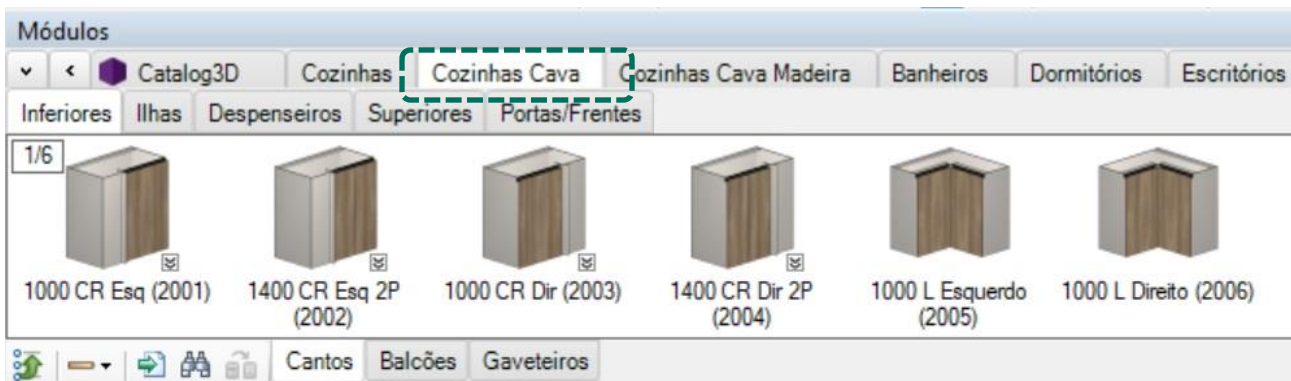 Módulos
Catalog3D Cozinhas Cozinhas Cava Cozinhas Cava Madeira Banheiros Dormitórios Escritórios
Inferiores Ilhas Despenseiros Superiores Portas/Frentes
1/6
1000 CR Esq (2001) 1400 CR Esq 2P 1000 CR Dir (2003) 1400 CR Dir 2P 1000 L Esquerdo 1000 L Direito (2006)
(2002) (2004) (2005)
Cantos Balcões Gaveteiros